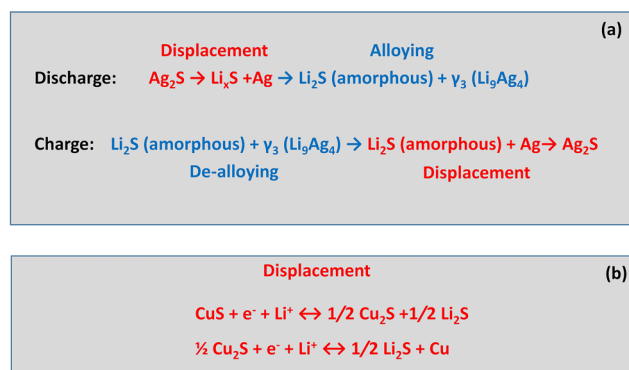 (a)
Displacement Alloying
Discharge: Ag₂S → LiₓS +Ag → Li₂S (amorphous) + γ₃ (Li₉Ag₄)
Charge: Li₂S (amorphous) + γ₃ (Li₉Ag₄) → Li₂S (amorphous) + Ag→ Ag₂S
De-alloying Displacement
Displacement (b)
CuS + e⁻ + Li⁺ ↔ 1/2 Cu₂S +1/2 Li₂S
½ Cu₂S + e⁻ + Li⁺ ↔ 1/2 Li₂S + Cu